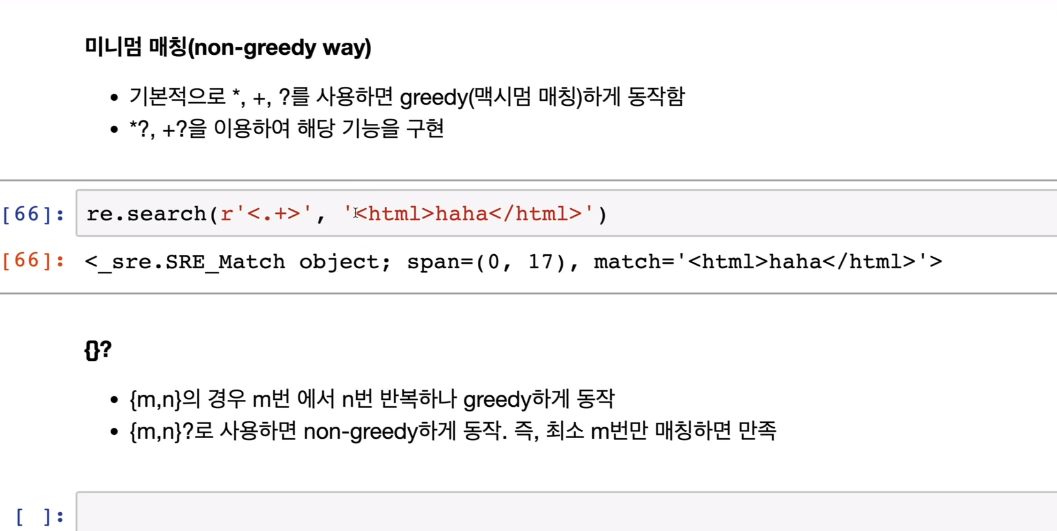 미니멈 매칭(non-greedy way)
• 기본적으로 *, +, ?를 사용하면 greedy(맥시멈 매칭)하게 동작함
• *?, +?을 이용하여 해당 기능을 구현
[66]: re.search(r'<.+>', '<html>haha</html>')
[66]: <_sre.SRE_Match object; span=(0, 17), match='<html>haha</html>'>
{}?
• {m,n}의 경우 m번 에서 n번 반복하나 greedy하게 동작
• {m,n}?로 사용하면 non-greedy하게 동작. 즉, 최소 m번만 매칭하면 만족
[ ]: